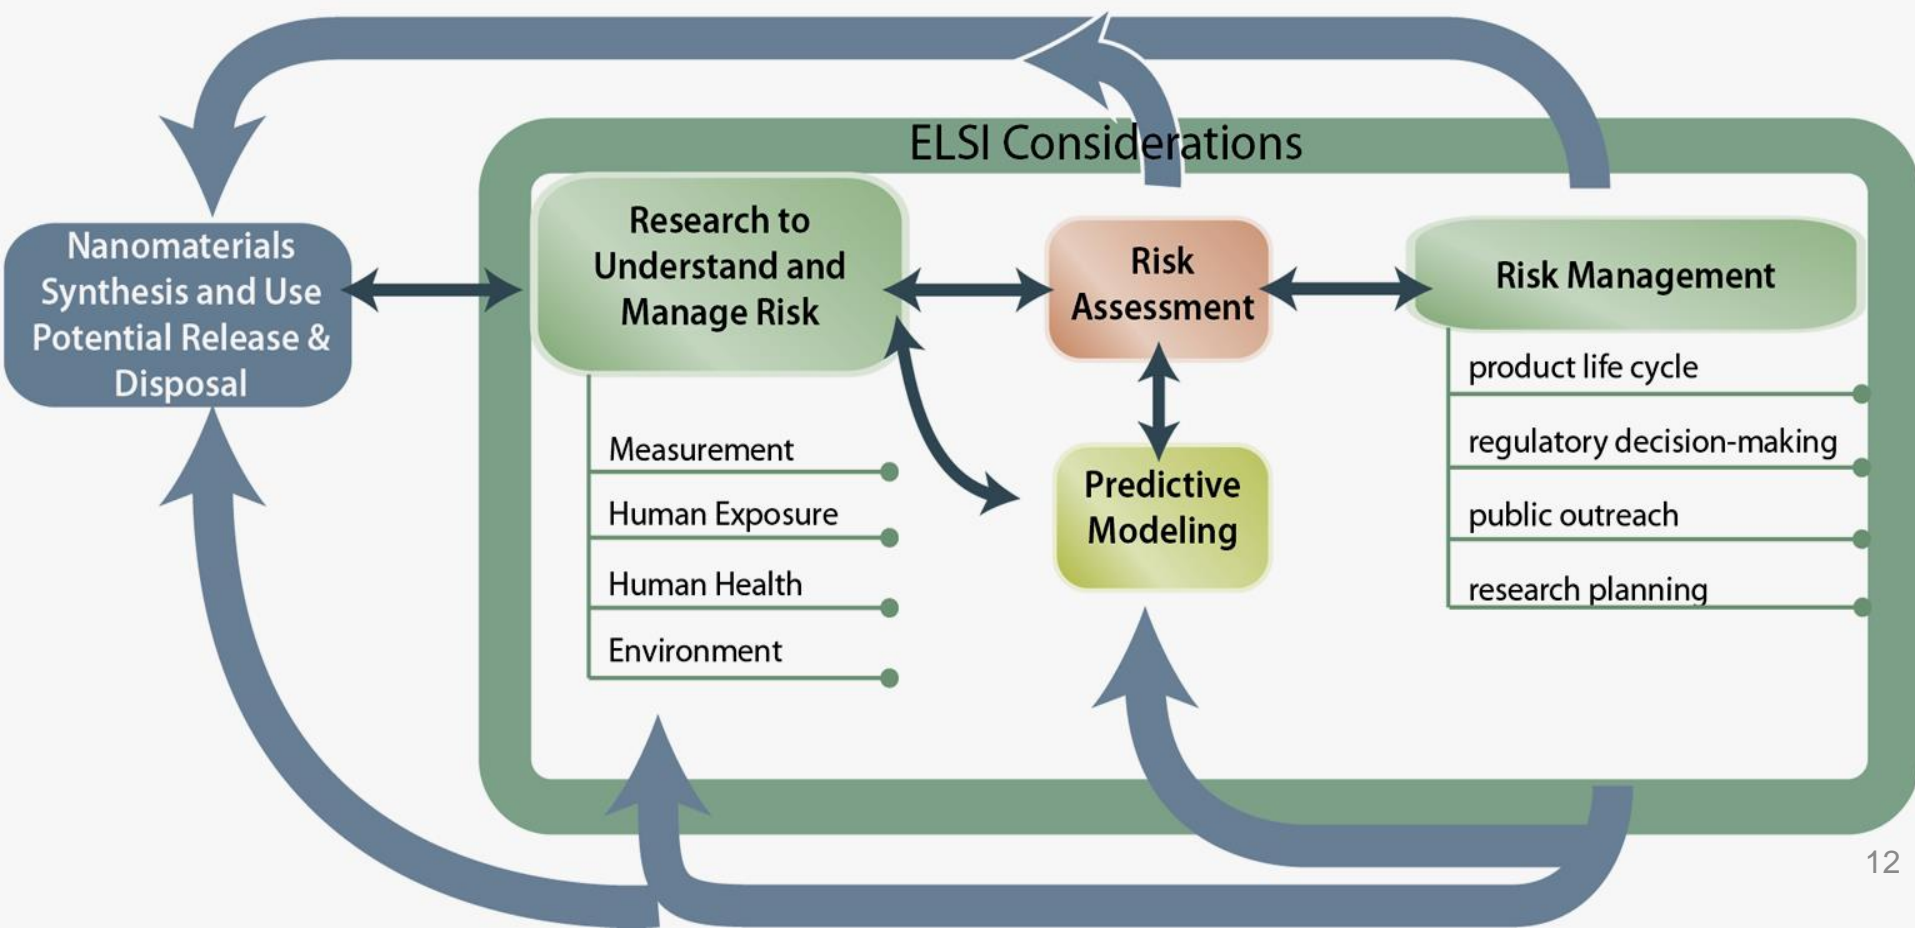 ELSI Considerations
Nanomaterials
Synthesis and Use
Potential Release &
Disposal
Research to
Understand and
Manage Risk
Measurement
Human Exposure
Human Health
Environment
Risk
Assessment
Predictive
Modeling
Risk Management
product life cycle
regulatory decision-making
public outreach
research planning
12